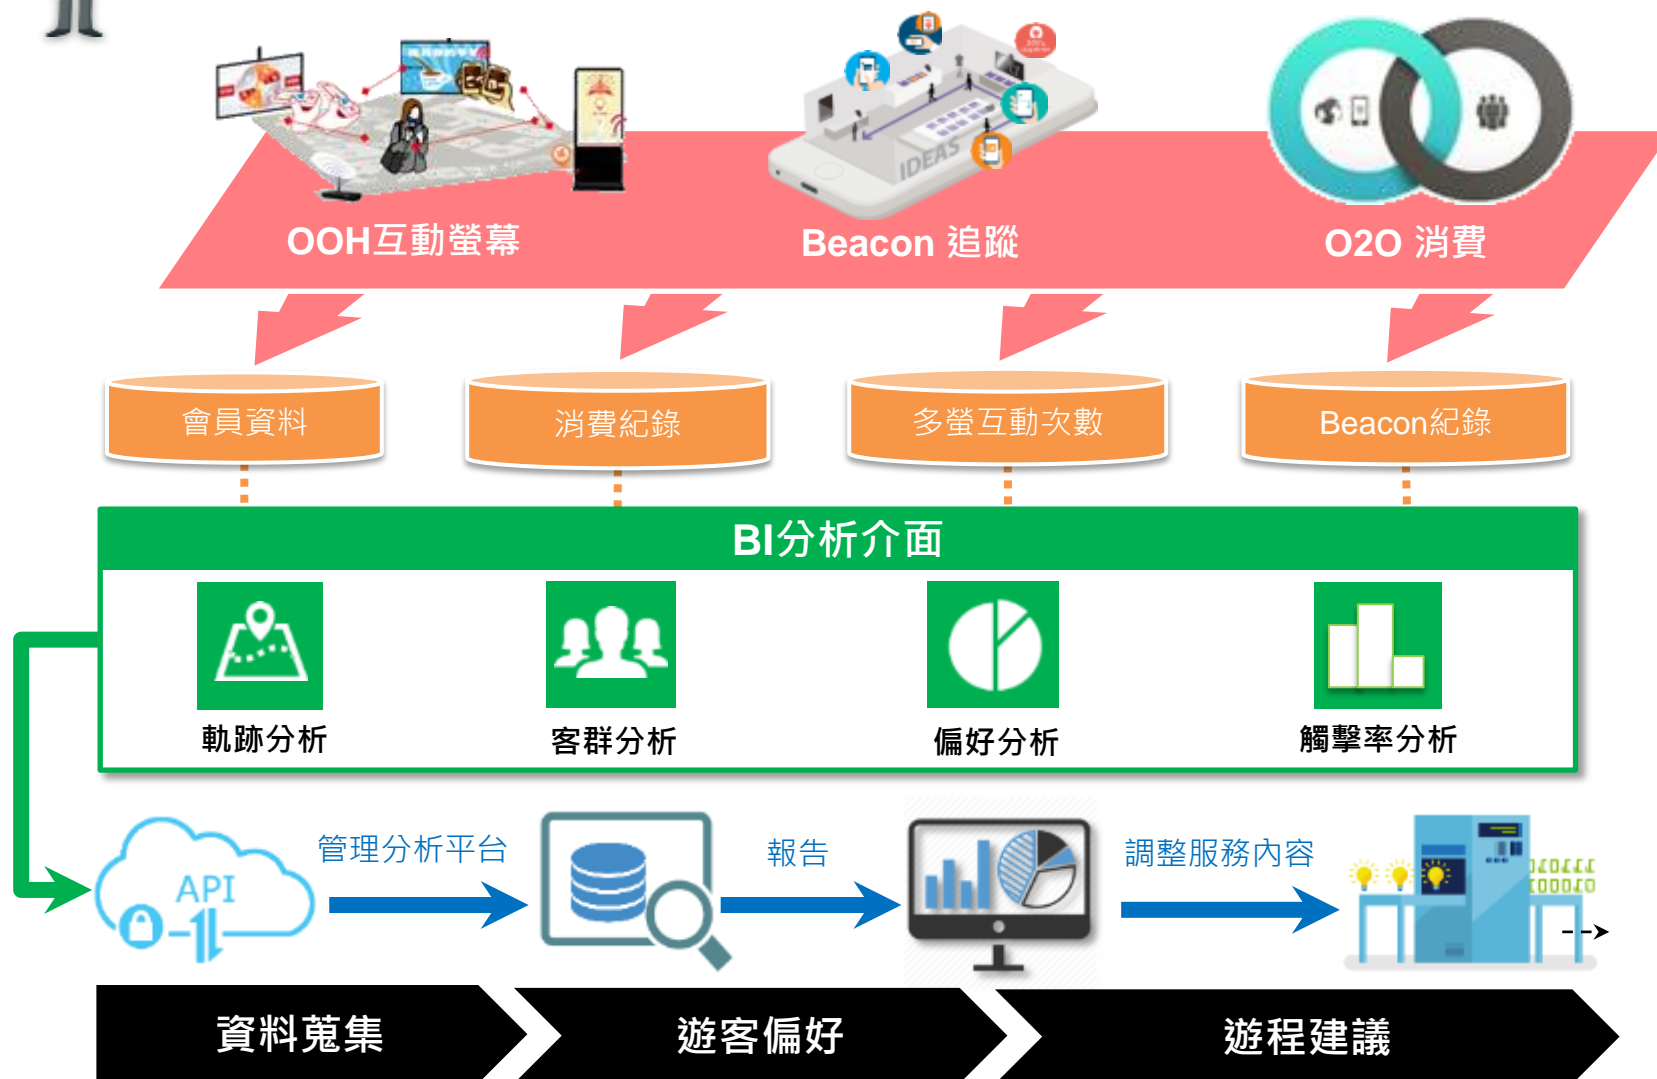 IDEAS
OOH互動螢幕
Beacon 追蹤
O2O 消費
會員資料
消費紀錄
多螢互動次數
Beacon紀錄
BI分析介面
軌跡分析
客群分析
偏好分析
觸擊率分析
管理分析平台
報告
調整服務內容
API
資料蒐集
遊客偏好
遊程建議